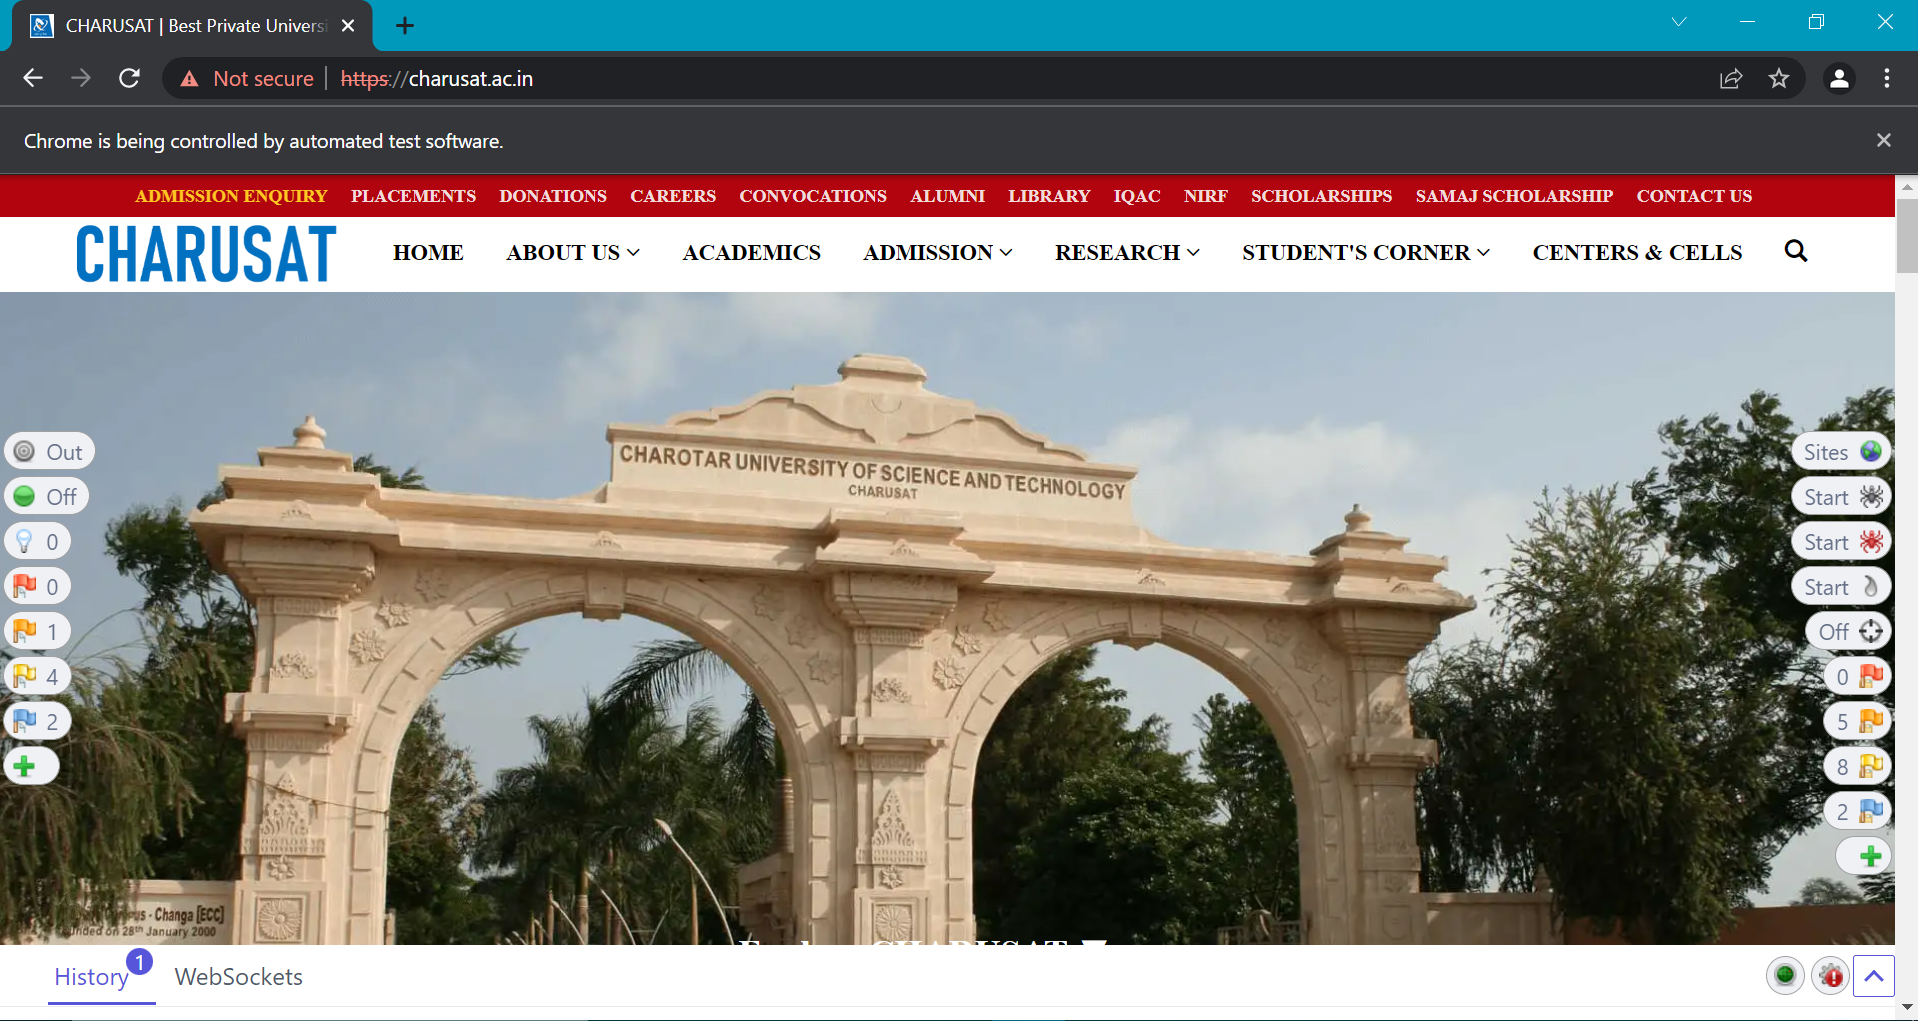 CHARUSAT | Best Private Universi
Not secure | https://charusat.ac.in
Chrome is being controlled by automated test software.
ADMISSION ENQUIRY PLACEMENTS DONATIONS CAREERS CONVOCATIONS ALUMNI LIBRARY IQAC NIRF SCHOLARSHIPS SAMAJ SCHOLARSHIP CONTACT US
CHARUSAT HOME ABOUT US ACADEMICS ADMISSION RESEARCH STUDENT'S CORNER CENTERS & CELLS
CHAROTAR UNIVERSITY OF SCIENCE AND TECHNOLOGY
CHARUSAT
Out
Off
0
0
1
4
2
Sites
Start
Start
Start
Off
0
5
8
2
- Changa [ECC]
on 28th January 2000
CHARUSAT
History 1 WebSockets